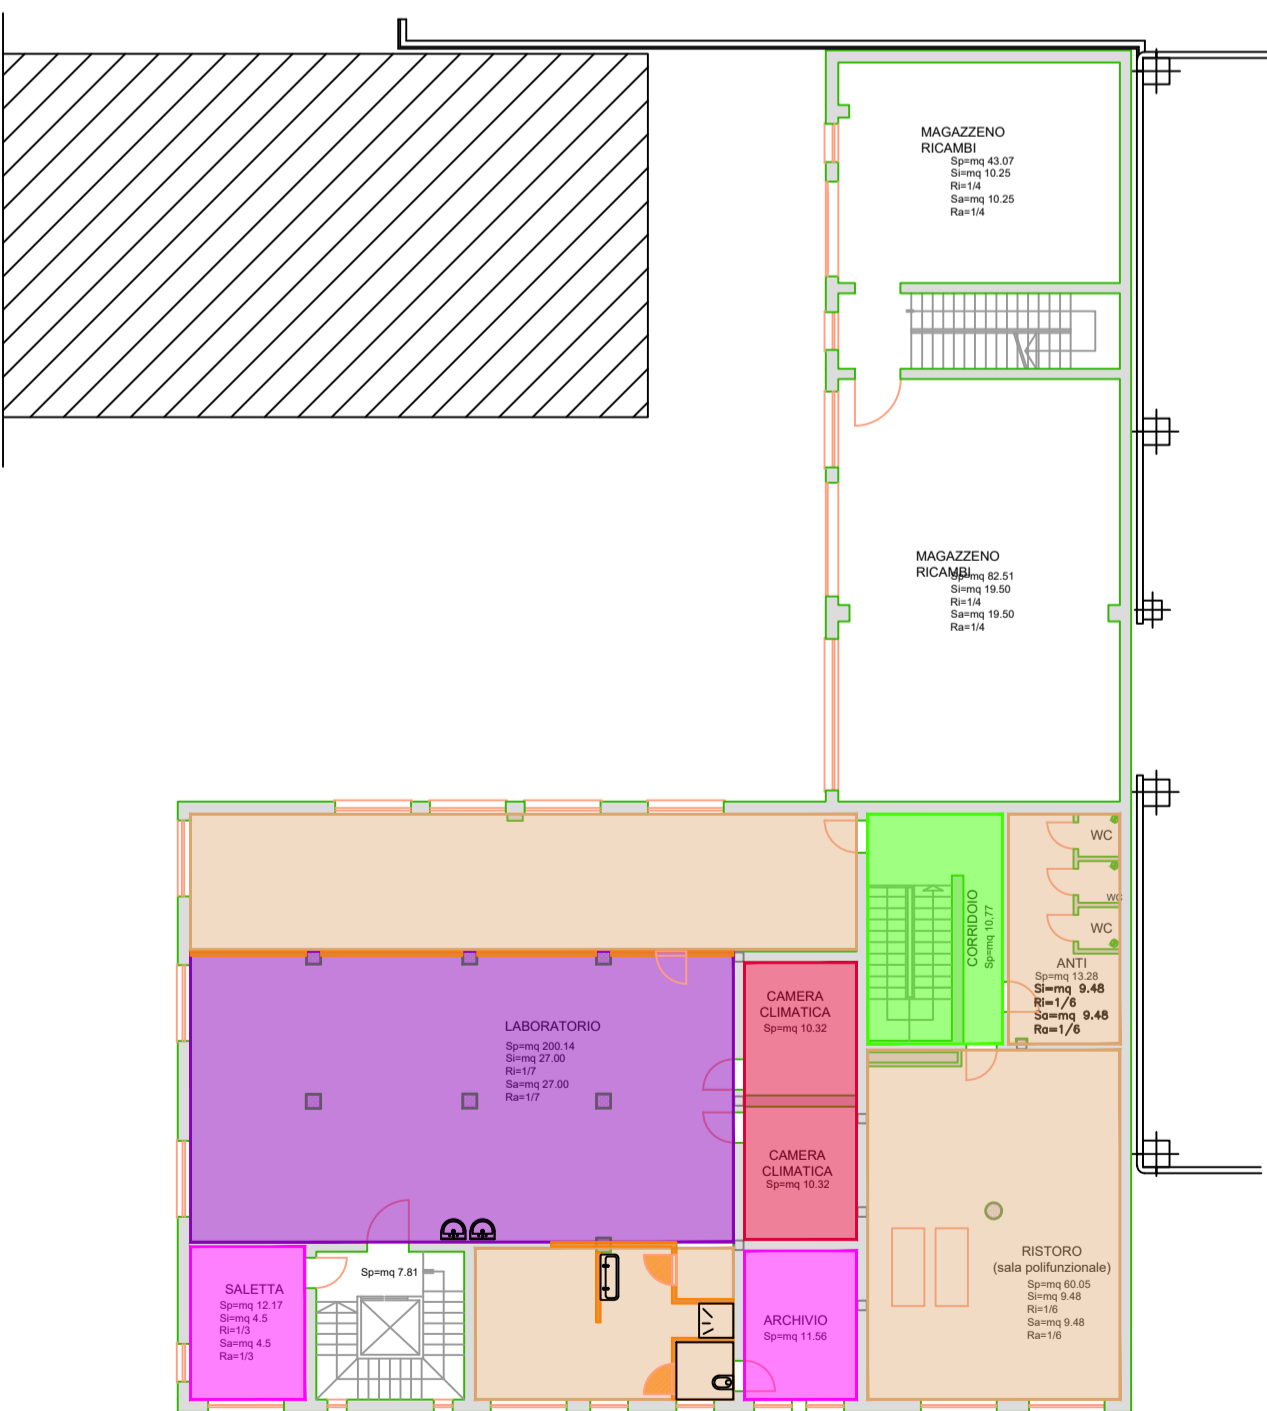 MAGAZZENO
RICAMBI
Sp=mq 43.07
Si=mq 10.25
Ri=1/4
Sa=mq 10.25
Ra=1/4
MAGAZZENO
RICAMBI
Sp=mq 82.51
Si=mq 19.50
Ri=1/4
Sa=mq 19.50
Ra=1/4
WC
WC
WC
CORRIDOIO
Sp=mq 10,77
ANTI
Sp=mq 13.28
Si=mq 9.48
Ri=1/6
Sa=mq 9.48
Ra=1/6
LABORATORIO
Sp=mq 200.14
Si=mq 27.00
Ri=1/7
Sa=mq 27.00
Ra=1/7
CAMERA
CLIMATICA
Sp=mq 10.32
CAMERA
CLIMATICA
Sp=mq 10.32
SALETTA
Sp=mq 12.17
Si=mq 4.5
Ri=1/3
Sa=mq 4.5
Ra=1/3
Sp=mq 7.81
ARCHIVIO
Sp=mq 11.56
RISTORO
(sala polifunzionale)
Sp=mq 60.05
Si=mq 9.48
Ri=1/6
Sa=mq 9.48
Ra=1/6